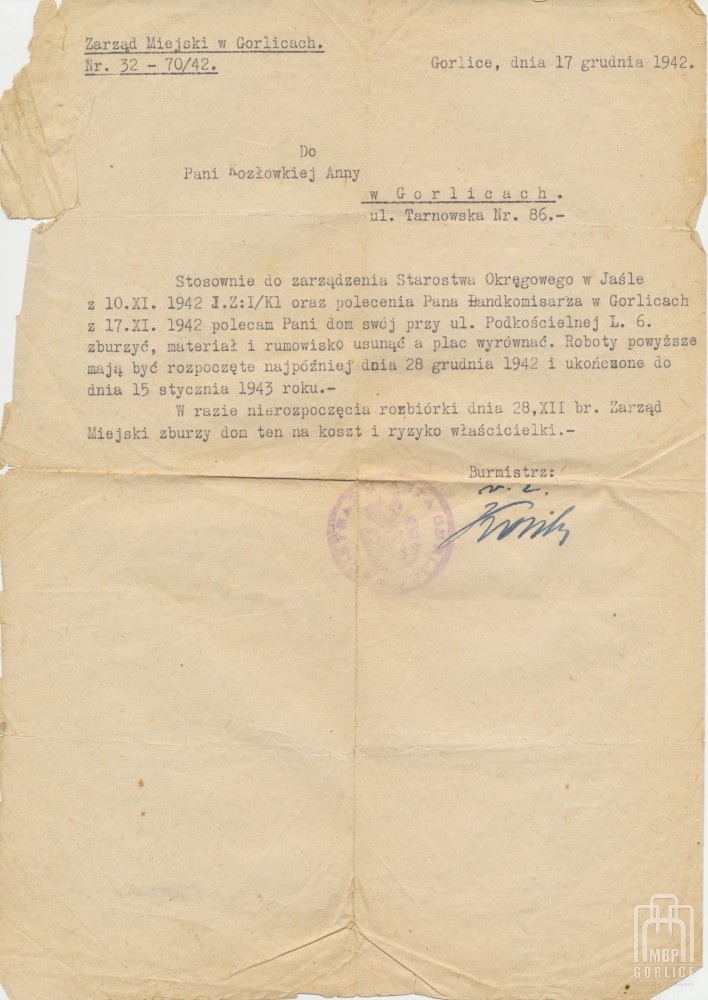 Zarząd Miejski w Gorlicach.
Nr. 32 - 70/42.
Gorlice, dnia 17 grudnia 1942.
Do
Pani Kozłowkiej Anny
w Gorlicach.
ul. Tarnowska Nr. 86.-
Stosownie do zarządzenia Starostwa Okręgowego w Jaśle
z 10.XI. 1942 I.Z:I/Kl oraz polecenia Pana Landkomisarza w Gorlicach
z 17.XI. 1942 polecam Pani dom swój przy ul. Podkościelnej L. 6.
zburzyć, materiał i rumowisko usunąć a plac wyrównać. Roboty powyższe
mają być rozpoczęte najpóźniej dnia 28 grudnia 1942 i ukończone do
dnia 15 stycznia 1943 roku.-
W razie nierozpoczęcia rozbiórki dnia 28,XII br. Zarząd
Miejski zburzy dom ten na koszt i ryzyko właścicielki.-
Burmistrz:
MBP
GORLICE